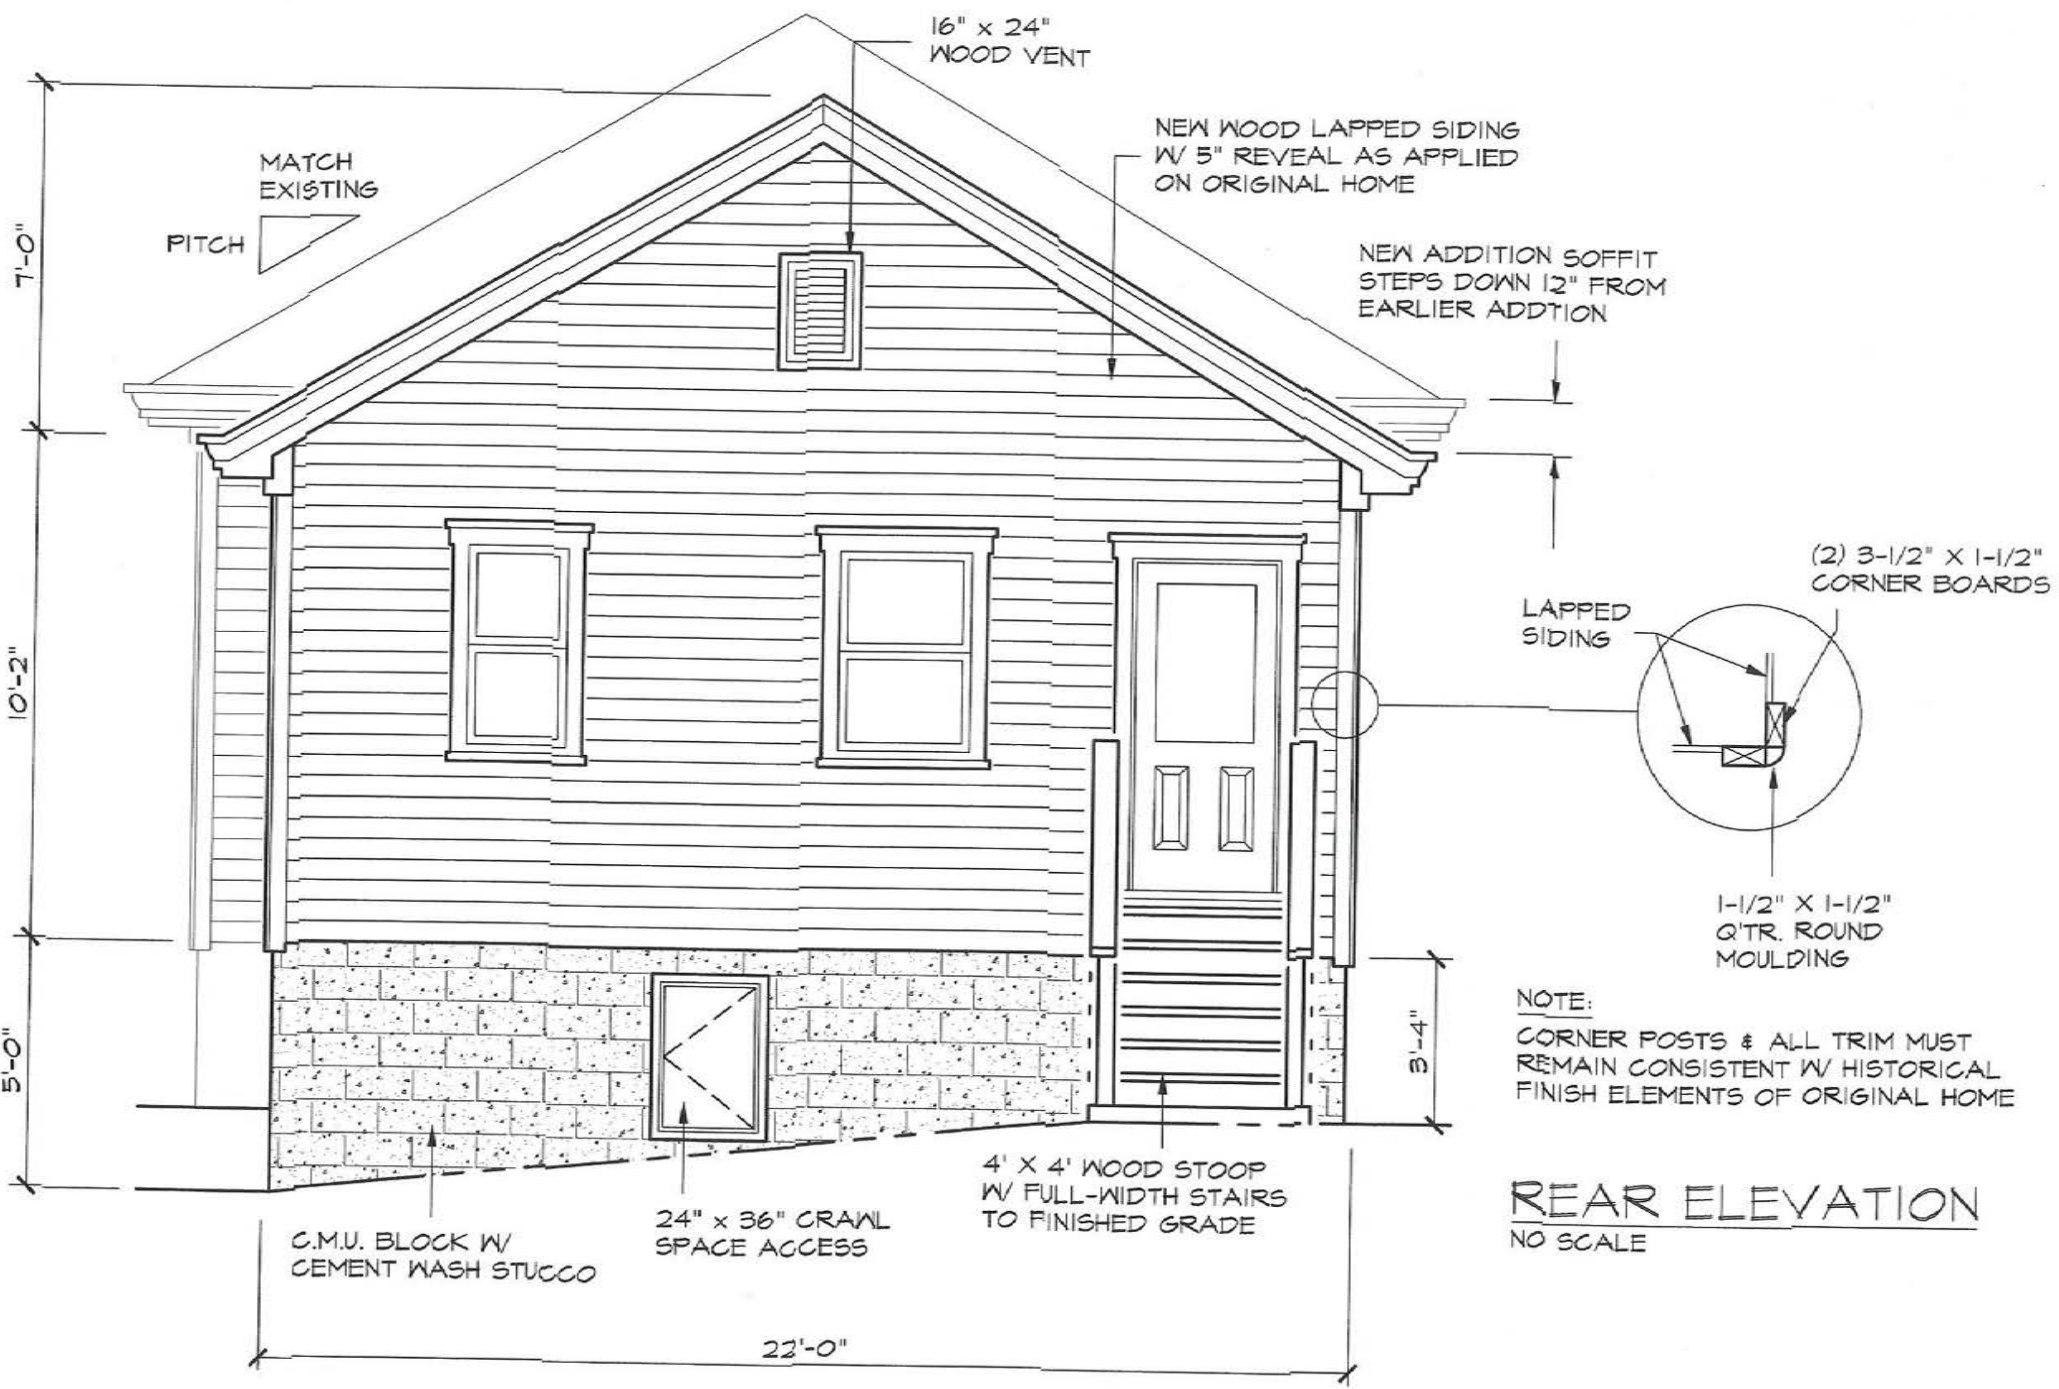 16" x 24"
WOOD VENT
NEW WOOD LAPPED SIDING
W/ 5" REVEAL AS APPLIED
ON ORIGINAL HOME
MATCH
EXISTING
PITCH
7'-0"
NEW ADDITION SOFFIT
STEPS DOWN 12" FROM
EARLIER ADDTION
(2) 3-1/2" X 1-1/2"
CORNER BOARDS
LAPPED
SIDING
10'-2"
1-1/2" X 1-1/2"
Q'TR. ROUND
MOULDING
NOTE:
CORNER POSTS & ALL TRIM MUST
REMAIN CONSISTENT W/ HISTORICAL
FINISH ELEMENTS OF ORIGINAL HOME
3'-4"
5'-0"
4' X 4' WOOD STOOP
W/ FULL-WIDTH STAIRS
TO FINISHED GRADE
24" x 36" CRAWL
SPACE ACCESS
C.M.U. BLOCK W/
CEMENT WASH STUCCO
REAR ELEVATION
NO SCALE
22'-0"